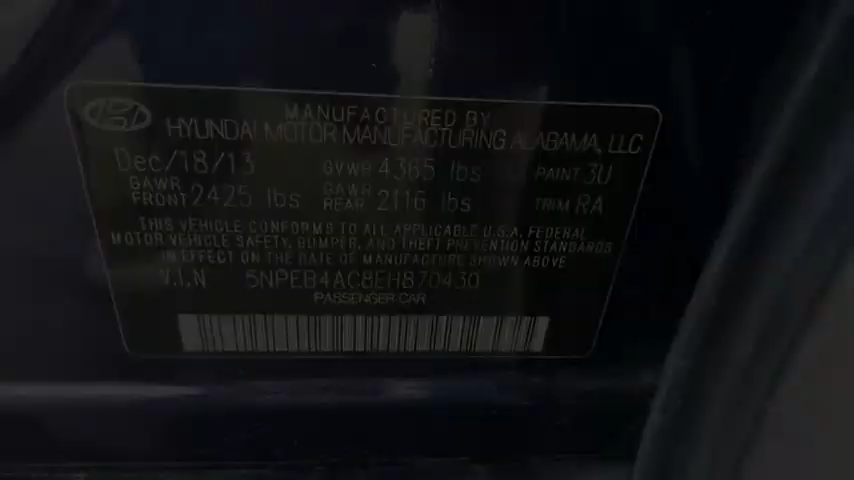 MANUFACTURED BY
HYUNDAI MOTOR MANUFACTURING ALABAMA, LLC
Dec/18/13 GVWR 4365 lbs PAINT 3U
GAWR FRONT 2425 lbs GAWR REAR 2116 lbs TRIM RA
THIS VEHICLE CONFORMS TO ALL APPLICABLE U.S.A. FEDERAL
MOTOR VEHICLE SAFETY, BUMPER, AND THEFT PREVENTION STANDARDS
IN EFFECT ON THE DATE OF MANUFACTURE SHOWN ABOVE
V.I.N 5NPEB4AC8EH870430
PASSENGER CAR